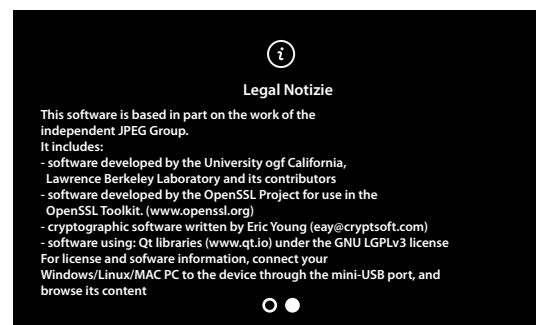 Legal Notizie
This software is based in part on the work of the
independent JPEG Group.
It includes:
- software developed by the University ogf California,
Lawrence Berkeley Laboratory and its contributors
- software developed by the OpenSSL Project for use in the
OpenSSL Toolkit. (www.openssl.org)
- cryptographic software written by Eric Young (eay@cryptsoft.com)
- software using: Qt libraries (www.qt.io) under the GNU LGPLv3 license
For license and sofware information, connect your
Windows/Linux/MAC PC to the device through the mini-USB port, and
browse its content